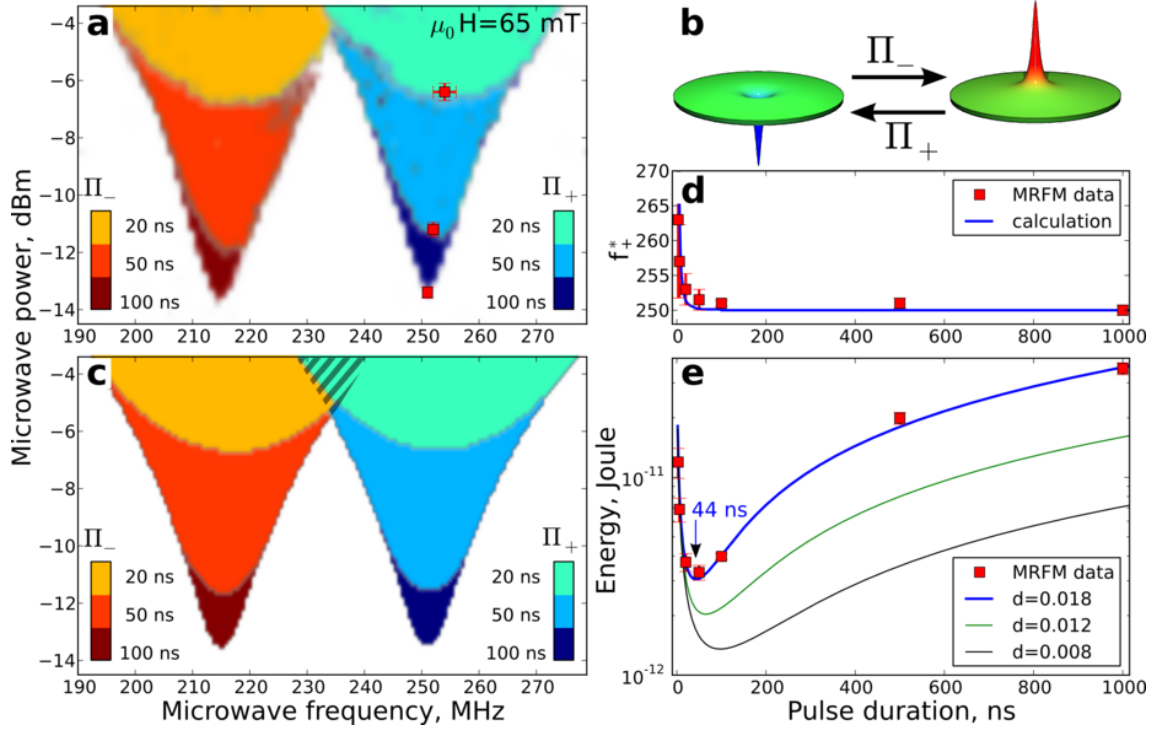 a
μ₀H=65 mT
−4
−6
−8
−10
−12
−14
Π₋
20 ns
50 ns
100 ns
Π₊
20 ns
50 ns
100 ns
190 200 210 220 230 240 250 260 270
b
Π₋
Π₊
c
−4
−6
−8
−10
−12
−14
Π₋
20 ns
50 ns
100 ns
Π₊
20 ns
50 ns
100 ns
190 200 210 220 230 240 250 260 270
Microwave frequency, MHz
Microwave power, dBm
d
270
265
260
255
250
f₊*
MRFM data
calculation
0 200 400 600 800 1000
e
10⁻¹¹
10⁻¹²
Energy, Joule
44 ns
MRFM data
d=0.018
d=0.012
d=0.008
0 200 400 600 800 1000
Pulse duration, ns